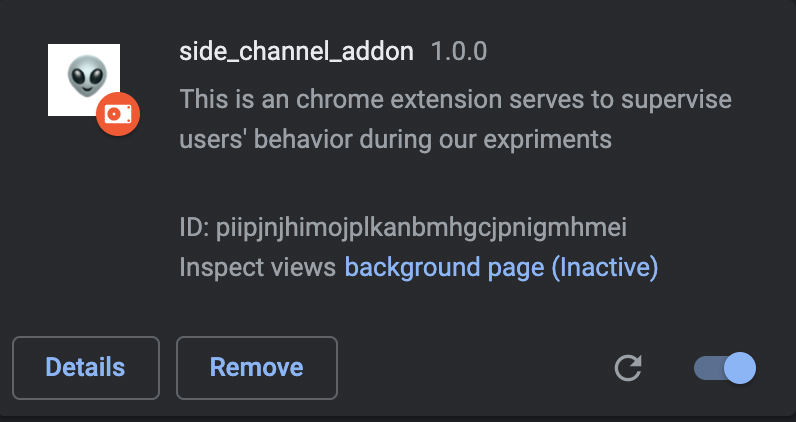 side_channel_addon 1.0.0
This is an chrome extension serves to supervise
users' behavior during our expriments
ID: piipjnjhimojplkanbmhgcjpnigmhmei
Inspect views background page (Inactive)
Details Remove